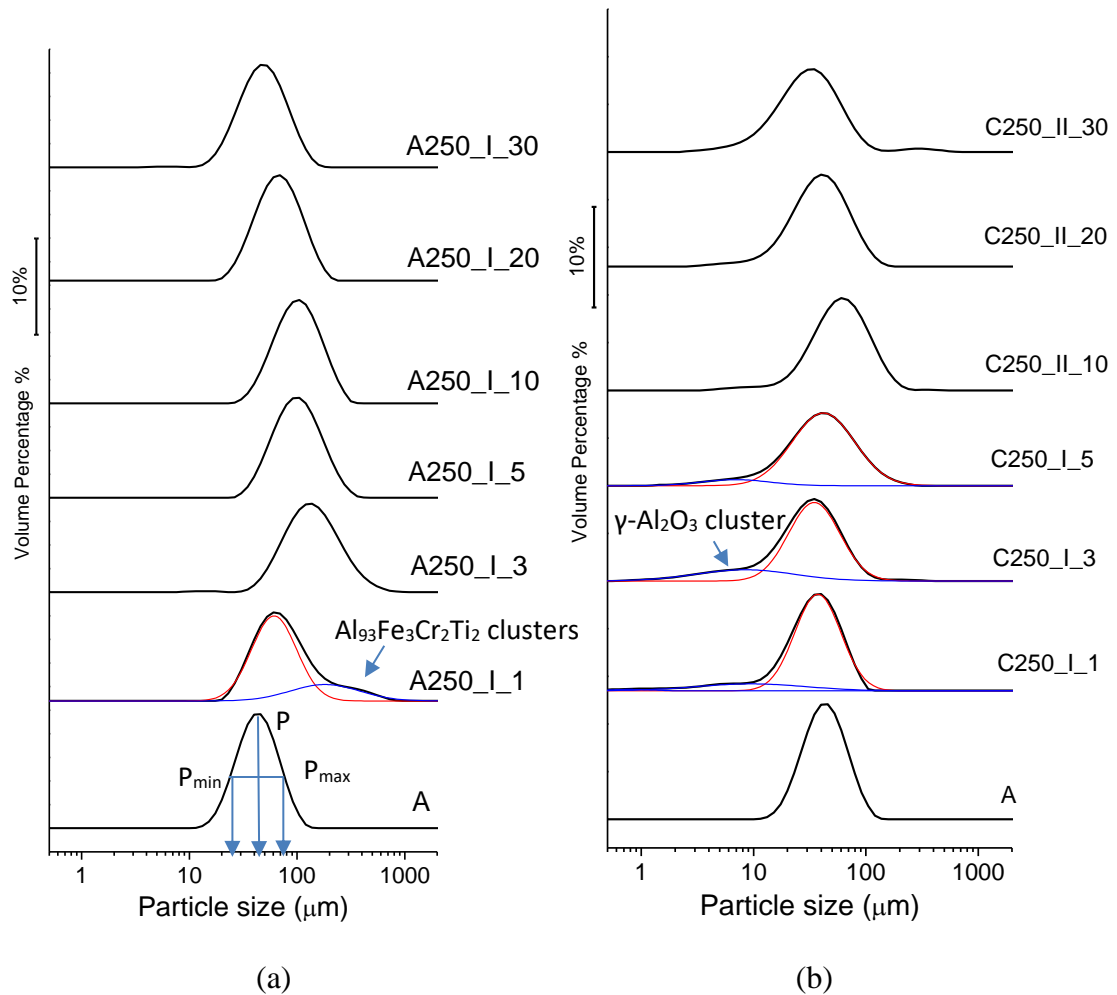 A250_I_30
A250_I_20
A250_I_10
A250_I_5
A250_I_3
Al₉₃Fe₃Cr₂Ti₂ clusters
A250_I_1
P
Pₘᵢₙ
Pₘₐₓ
A
10%
Volume Percentage %
1
10
100
1000
Particle size (μm)
(a)
C250_II_30
C250_II_20
C250_II_10
C250_I_5
γ-Al₂O₃ cluster
C250_I_3
C250_I_1
A
10%
Volume Percentage %
1
10
100
1000
Particle size (μm)
(b)